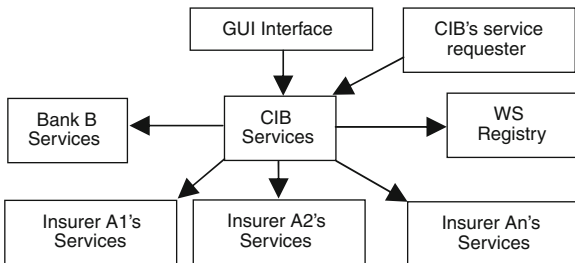 GUI Interface
CIB's service
requester
Bank B
Services
CIB
Services
WS
Registry
Insurer A1's
Services
Insurer A2's
Services
Insurer An's
Services